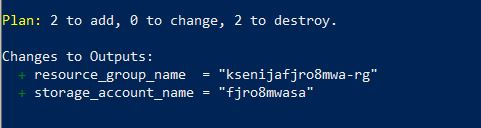 Plan: 2 to add, 0 to change, 2 to destroy.
Changes to Outputs:
+ resource_group_name = "ksenijafjro8mwa-rg"
+ storage_account_name = "fjro8mwasa"